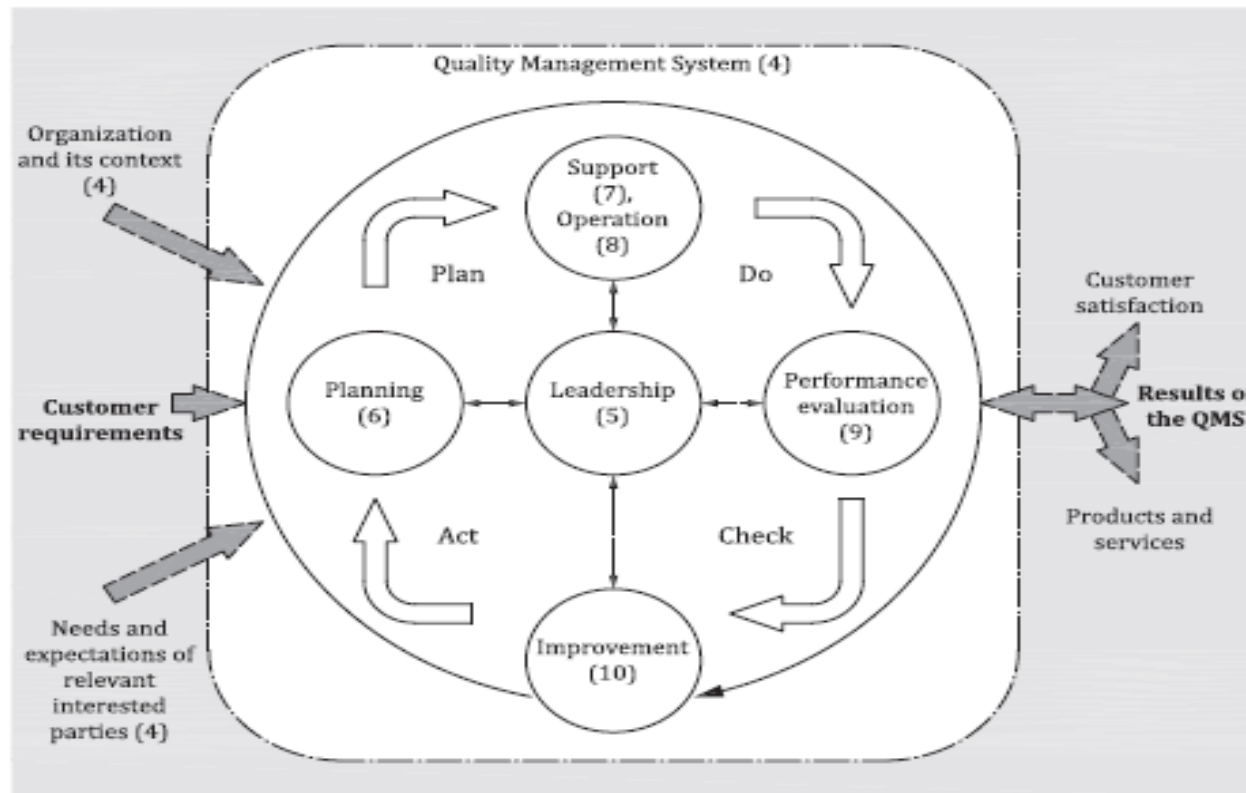 Quality Management System (4)
Organization
and its context
(4)
Support
(7),
Operation
(8)
Plan
Do
Customer
satisfaction
Planning
(6)
Leadership
(5)
Performance
evaluation
(9)
Customer
requirements
Results o
the QMS
Act
Check
Products and
services
Needs and
expectations of
relevant
interested
parties (4)
Improvement
(10)